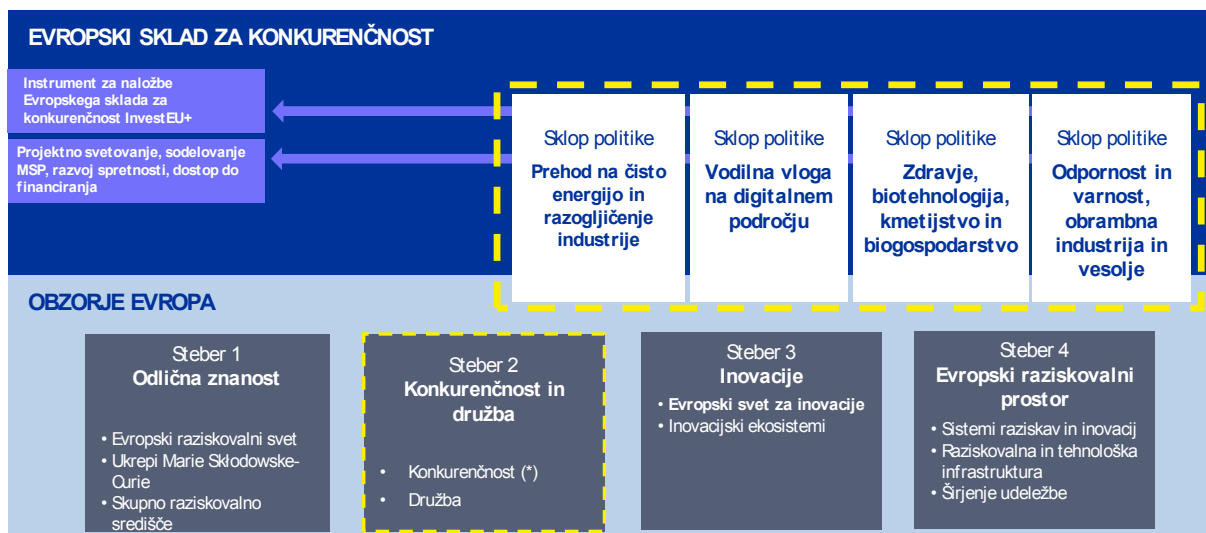 EVROPSKI SKLAD ZA KONKURENČNOST
Instrument za naložbe
Evropskega sklada za
konkurenčnost InvestEU+
Projektno svetovanje, sodelovanje
MSP, razvoj spretnosti, dostop do
financiranja
Sklop politike
Prehod na čisto
energijo in
razogljičenje
industrije
Sklop politike
Vodilna vloga
na digitalnem
področju
Sklop politike
Zdravje,
biotehnologija,
kmetijstvo in
biogospodarstvo
Sklop politike
Odpornost in
varnost,
obrambna
industrija in
vesolje
OBZORJE EVROPA
Steber 1
Odlična znanost
• Evropski raziskovalni svet
• Ukrepi Marie Skłodowske-
Curie
• Skupno raziskovalno
središče
Steber 2
Konkurenčnost in
družba
• Konkurenčnost (*)
• Družba
Steber 3
Inovacije
• Evropski svet za inovacije
• Inovacijski ekosistemi
Steber 4
Evropski raziskovalni
prostor
• Sistemi raziskav in inovacij
• Raziskovalna in tehnološka
infrastruktura
• Širjenje udeležbe